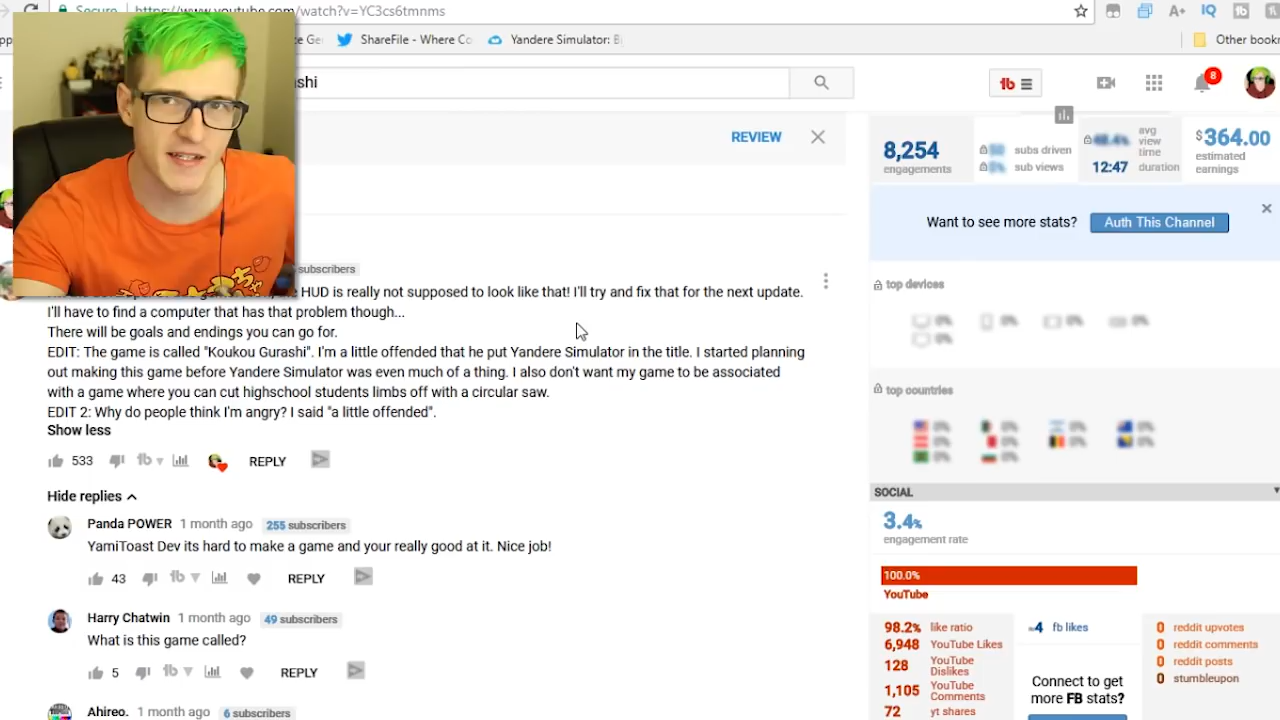 Secure https://www.youtube.com/watch?v=YC3cs6tmnms
ShareFile - Where Co
Yandere Simulator: B
Other bookm
8
REVIEW
subscribers
HUD is really not supposed to look like that! I'll try and fix that for the next update.
I'll have to find a computer that has that problem though...
There will be goals and endings you can go for.
EDIT: The game is called "Koukou Gurashi". I'm a little offended that he put Yandere Simulator in the title. I started planning
out making this game before Yandere Simulator was even much of a thing. I also don't want my game to be associated
with a game where you can cut highschool students limbs off with a circular saw.
EDIT 2: Why do people think I'm angry? I said "a little offended".
Show less
533 REPLY
Hide replies
Panda POWER 1 month ago 255 subscribers
YamiToast Dev its hard to make a game and your really good at it. Nice job!
43 REPLY
Harry Chatwin 1 month ago 49 subscribers
What is this game called?
5 REPLY
Ahireo. 1 month ago 6 subscribers
8,254
engagements
subs driven
sub views
avg
view
time
12:47 duration
$364.00
estimated
earnings
Want to see more stats? Auth This Channel
top devices
top countries
SOCIAL
3.4%
engagement rate
100.0%
YouTube
98.2% like ratio
6,948 YouTube Likes
128 YouTube
Dislikes
1,105 YouTube
Comments
72 yt shares
4 fb likes
Connect to get
more FB stats?
0 reddit upvotes
0 reddit comments
0 reddit posts
0 stumbleupon